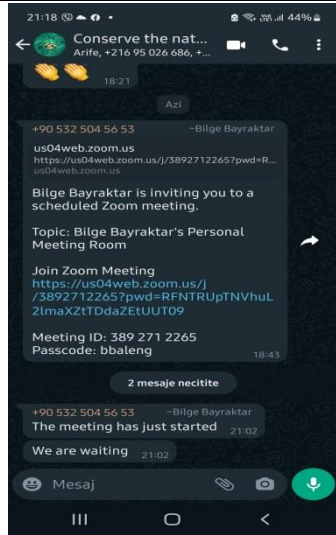 21:18
44%
Conserve the nat...
Arife, +216 95 026 686, +...
18:21
Azi
+90 532 504 56 53 ~Bilge Bayraktar
us04web.zoom.us
https://us04web.zoom.us/j/3892712265?pwd=R...
us04web.zoom.us
Bilge Bayraktar is inviting you to a
scheduled Zoom meeting.
Topic: Bilge Bayraktar's Personal
Meeting Room
Join Zoom Meeting
https://us04web.zoom.us/j
/3892712265?pwd=RFNTRUpTNVhuL
2lmaXZtTDdaZEtUUT09
Meeting ID: 389 271 2265
Passcode: bbaleng
18:43
2 mesaje necitite
+90 532 504 56 53 ~Bilge Bayraktar
The meeting has just started 21:02
We are waiting 21:02
Mesaj